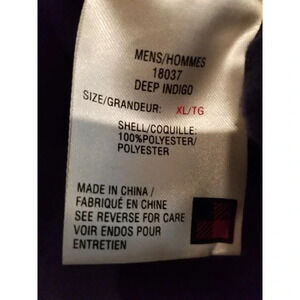 MENS/HOMMES
18037
DEEP INDIGO
SIZE/GRANDEUR: XL/TG
SHELL/COQUILLE:
100%POLYESTER/
POLYESTER
MADE IN CHINA /
FABRIQUÉ EN CHINE
SEE REVERSE FOR CARE
VOIR ENDOS POUR
ENTRETIEN